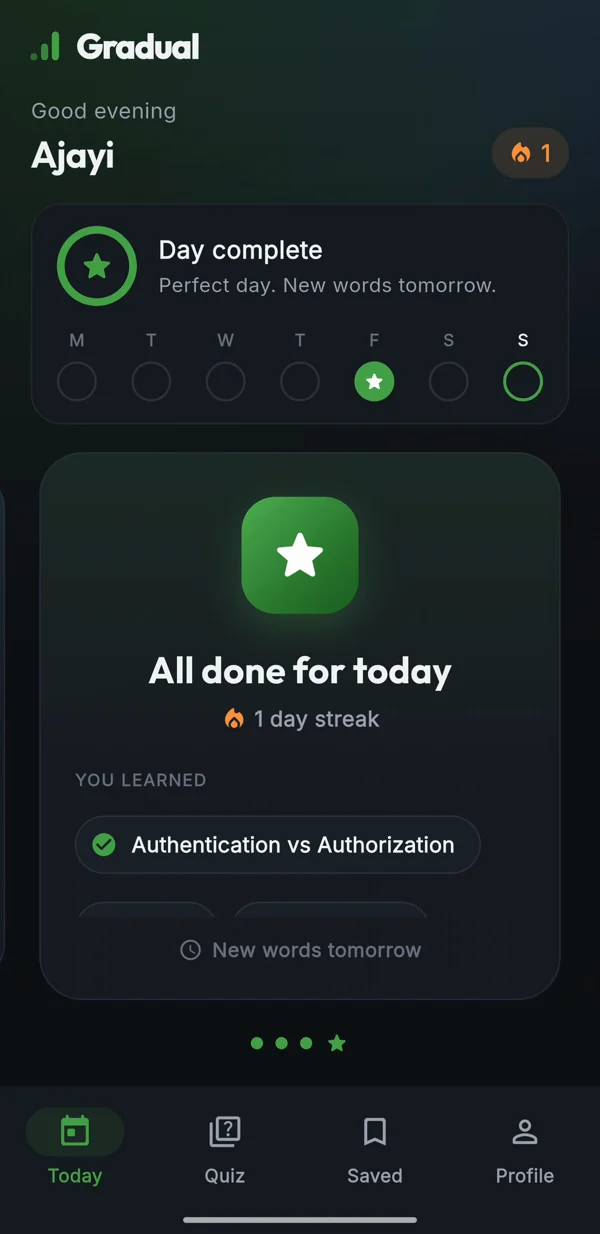 Gradual
Good evening
Ajayi
1
Day complete
Perfect day. New words tomorrow.
M T W T F S S
All done for today
1 day streak
YOU LEARNED
Authentication vs Authorization
New words tomorrow
Today Quiz Saved Profile